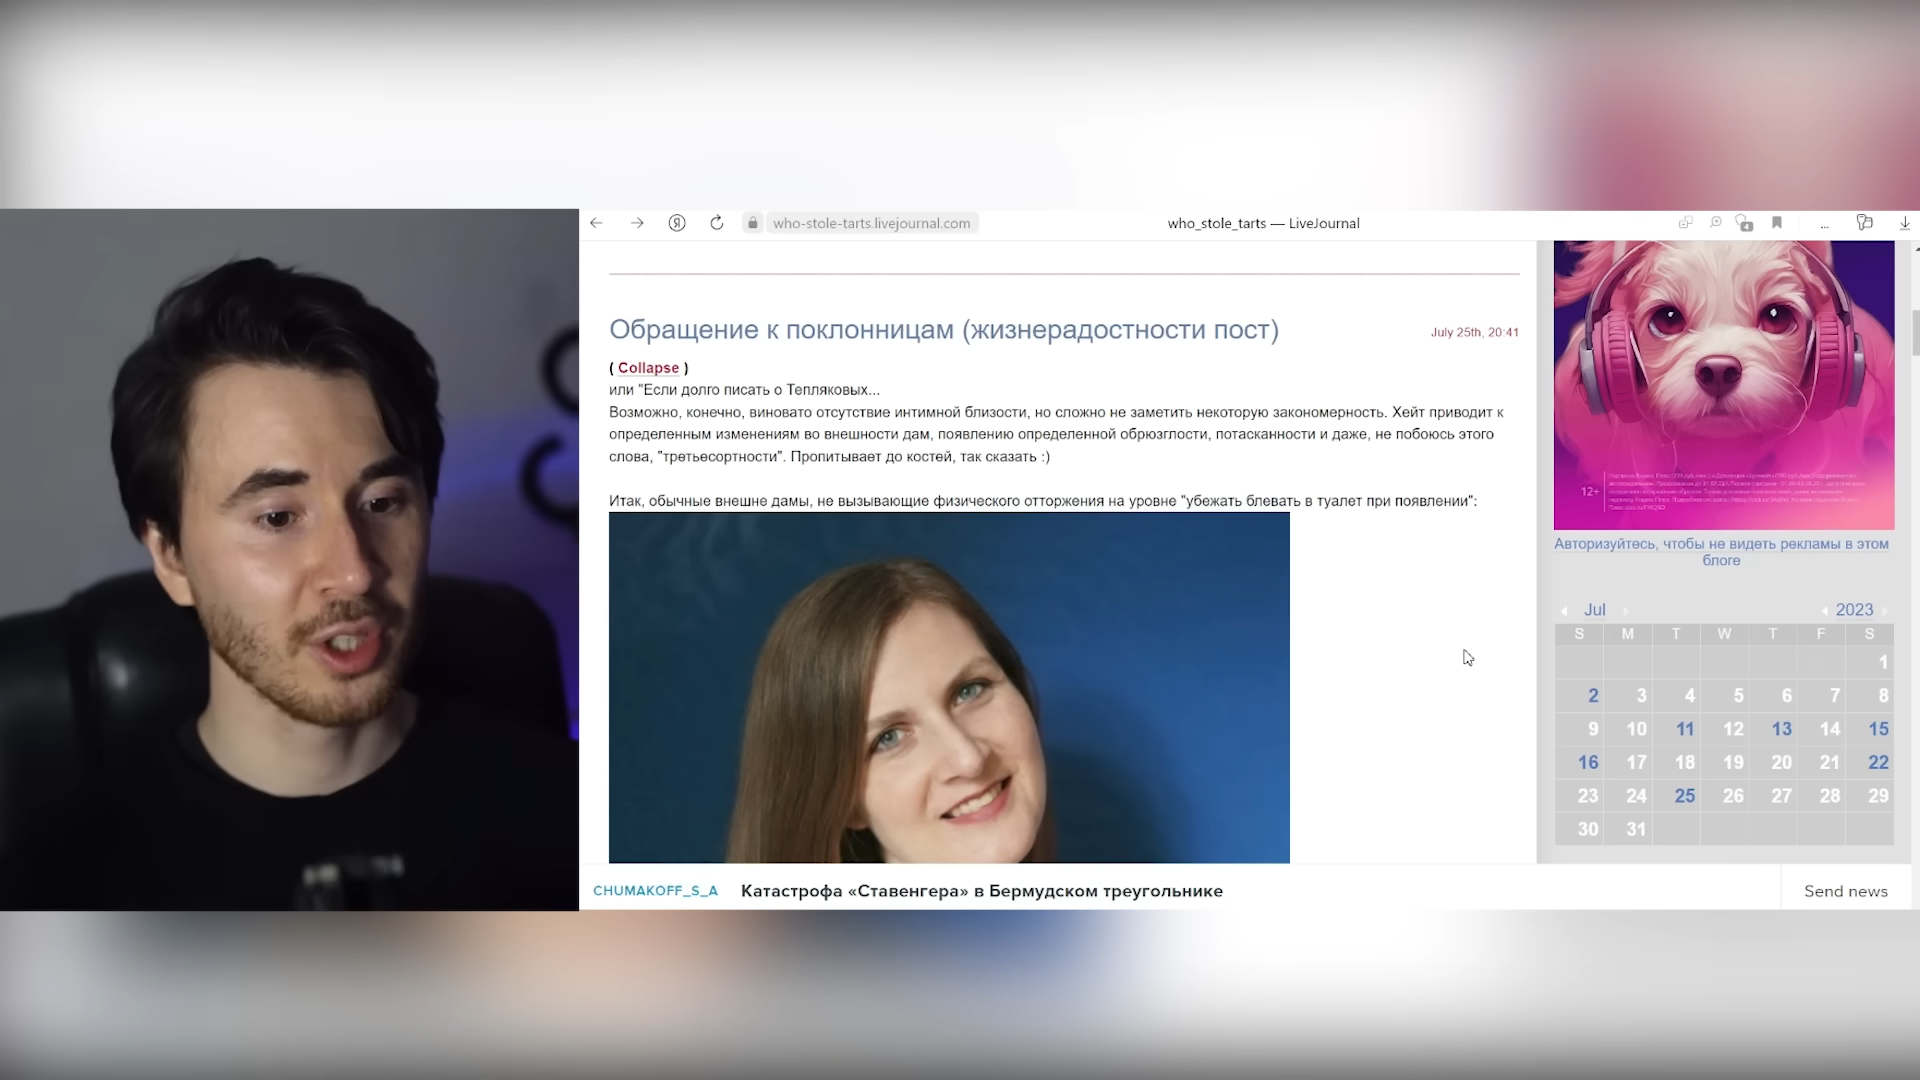 who-stole-tarts.livejournal.com
who_stole_tarts — LiveJournal
Обращение к поклонницам (жизнерадостности пост)
July 25th, 20:41
( Collapse )
или "Если долго писать о Тепляковых...
Возможно, конечно, виновато отсутствие интимной близости, но сложно не заметить некоторую закономерность. Хейт приводит к
определенным изменениям во внешности дам, появлению определенной обрюзглости, потасканности и даже, не побоюсь этого
слова, "третьесортности". Пропитывает до костей, так сказать :)
Итак, обычные внешне дамы, не вызывающие физического отторжения на уровне "убежать блевать в туалет при появлении":
12+
Авторизуйтесь, чтобы не видеть рекламы в этом
блоге
Jul 2023
S M T W T F S
1
2 3 4 5 6 7 8
9 10 11 12 13 14 15
16 17 18 19 20 21 22
23 24 25 26 27 28 29
30 31
CHUMAKOFF_S_A Катастрофа «Ставенгера» в Бермудском треугольнике
Send news